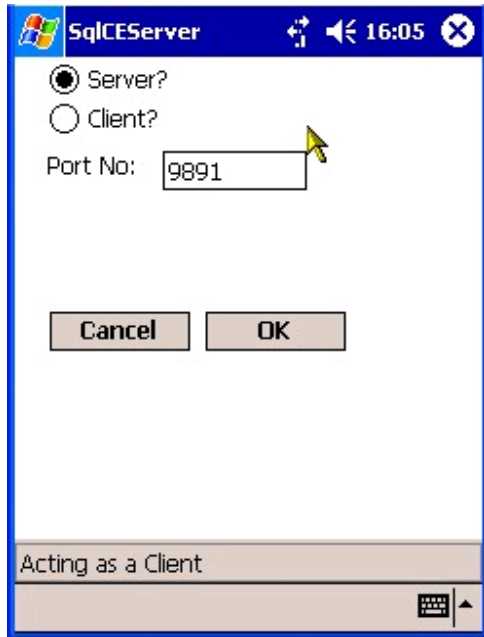 SqlCEServer 16:05
Server?
Client?
Port No: 9891
Cancel OK
Acting as a Client